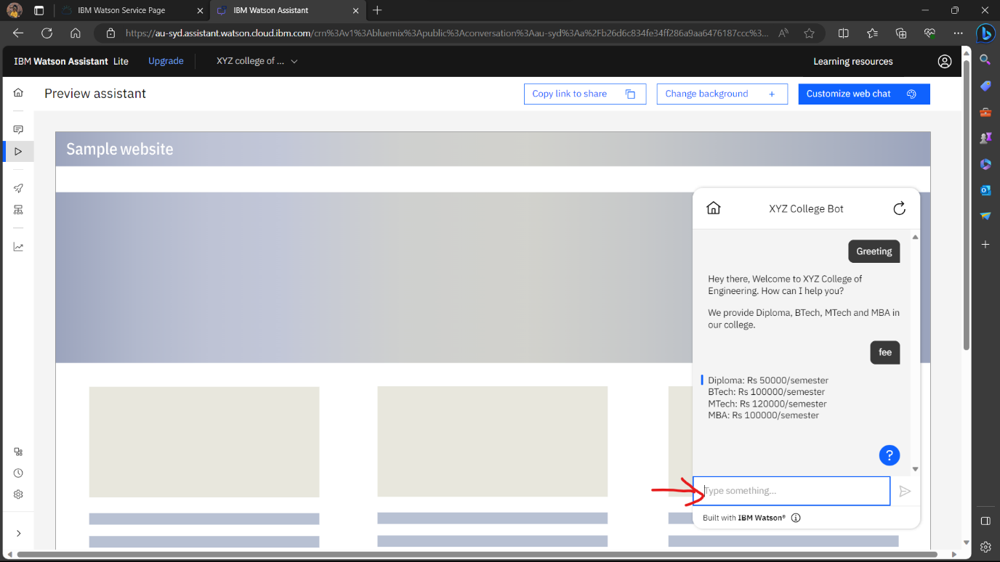 IBM Watson Service Page
IBM Watson Assistant
https://au-syd.assistant.watson.cloud.ibm.com/crn%3Av1%3Abluemix%3Apublic%3Aconversation%3Aau-syd%3Aa%2Fb26d6c834fe34ff286a9aa6476187ccc%3...
IBM Watson Assistant Lite
Upgrade
XYZ college of ...
Learning resources
Preview assistant
Copy link to share
Change background +
Customize web chat
Sample website
XYZ College Bot
Greeting
Hey there, Welcome to XYZ College of
Engineering. How can I help you?
We provide Diploma, BTech, MTech and MBA in
our college.
fee
Diploma: Rs 50000/semester
BTech: Rs 100000/semester
MTech: Rs 120000/semester
MBA: Rs 100000/semester
?
Type something...
Built with IBM Watson®